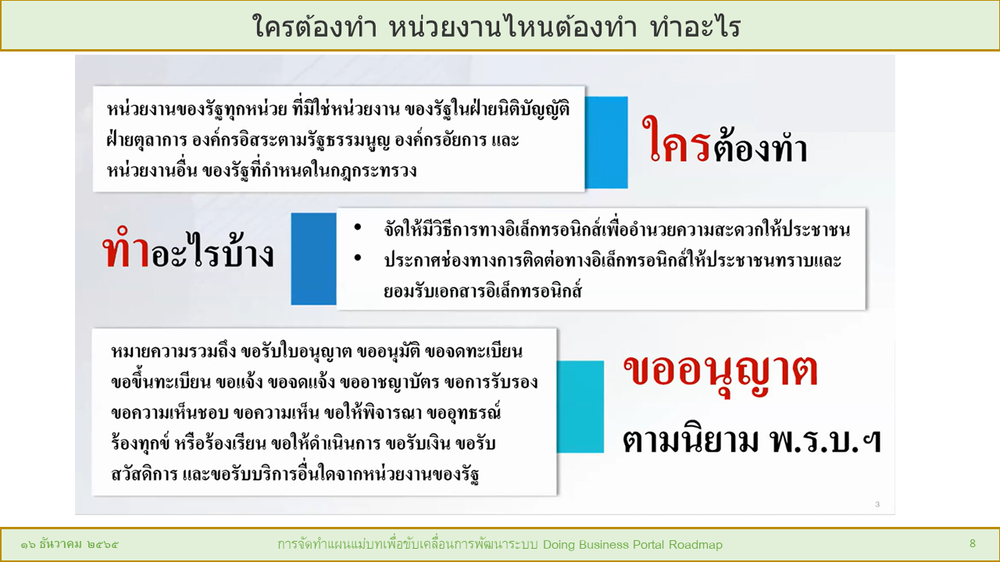 ใครต้องทำ หน่วยงานไหนต้องทำ ทำอะไร
หน่วยงานของรัฐทุกหน่วย ที่มิใช่หน่วยงาน ของรัฐในฝ่ายนิติบัญญัติ
ฝ่ายตุลาการ องค์กรอิสระตามรัฐธรรมนูญ องค์กรอัยการ และ
หน่วยงานอื่น ของรัฐที่กำหนดในกฎกระทรวง
ใครต้องทำ
ทำอะไรบ้าง
• จัดให้มีวิธีการทางอิเล็กทรอนิกส์เพื่ออำนวยความสะดวกให้ประชาชน
• ประกาศช่องทางการติดต่อทางอิเล็กทรอนิกส์ให้ประชาชนทราบและ
ยอมรับเอกสารอิเล็กทรอนิกส์
หมายความรวมถึง ขอรับใบอนุญาต ขออนุมัติ ขอจดทะเบียน
ขอขึ้นทะเบียน ขอแจ้ง ขอจดแจ้ง ขออาชญาบัตร ขอการรับรอง
ขอความเห็นชอบ ขอความเห็น ขอให้พิจารณา ขออุทธรณ์
ร้องทุกข์ หรือร้องเรียน ขอให้ดำเนินการ ขอรับเงิน ขอรับ
สวัสดิการ และขอรับบริการอื่นใดจากหน่วยงานของรัฐ
ขออนุญาต
ตามนิยาม พ.ร.บ.ฯ
3
๑๖ ธันวาคม ๒๕๖๕
การจัดทำแผนแม่บทเพื่อขับเคลื่อนการพัฒนาระบบ Doing Business Portal Roadmap
8